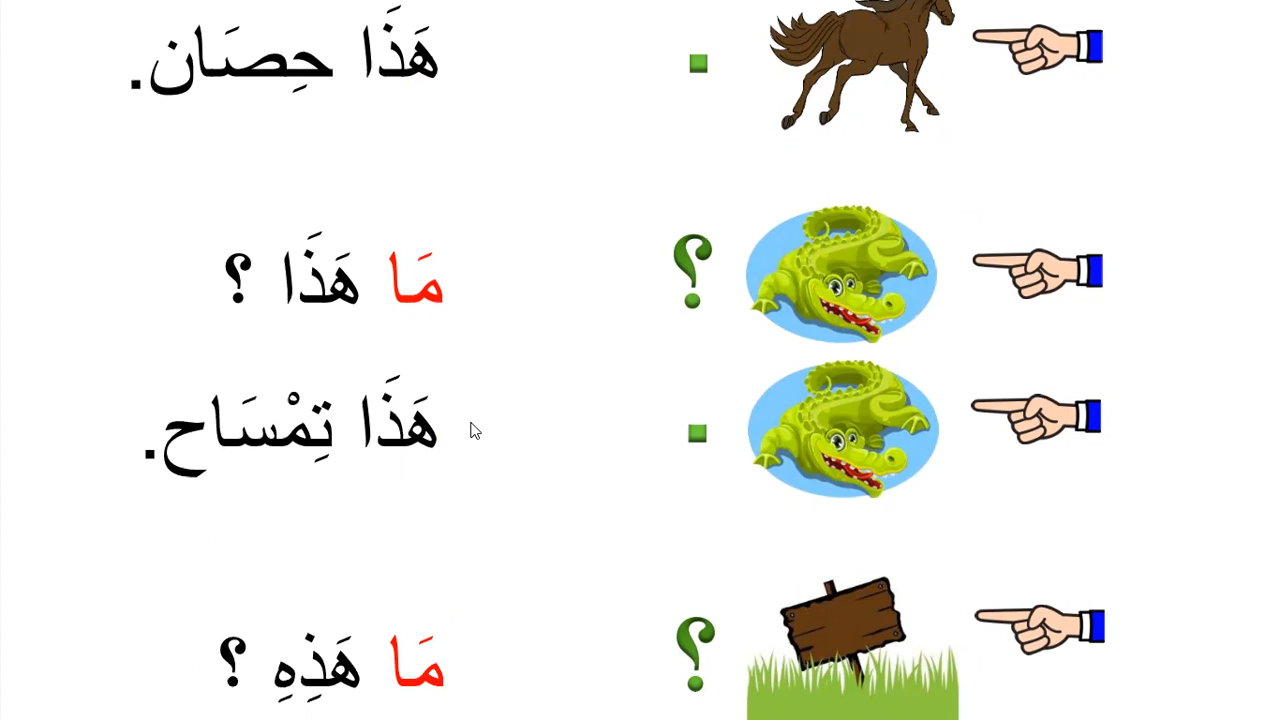 هَذَا حِصَان.
مَا هَذَا ؟
هَذَا تِمْسَاح.
مَا هَذِهِ ؟